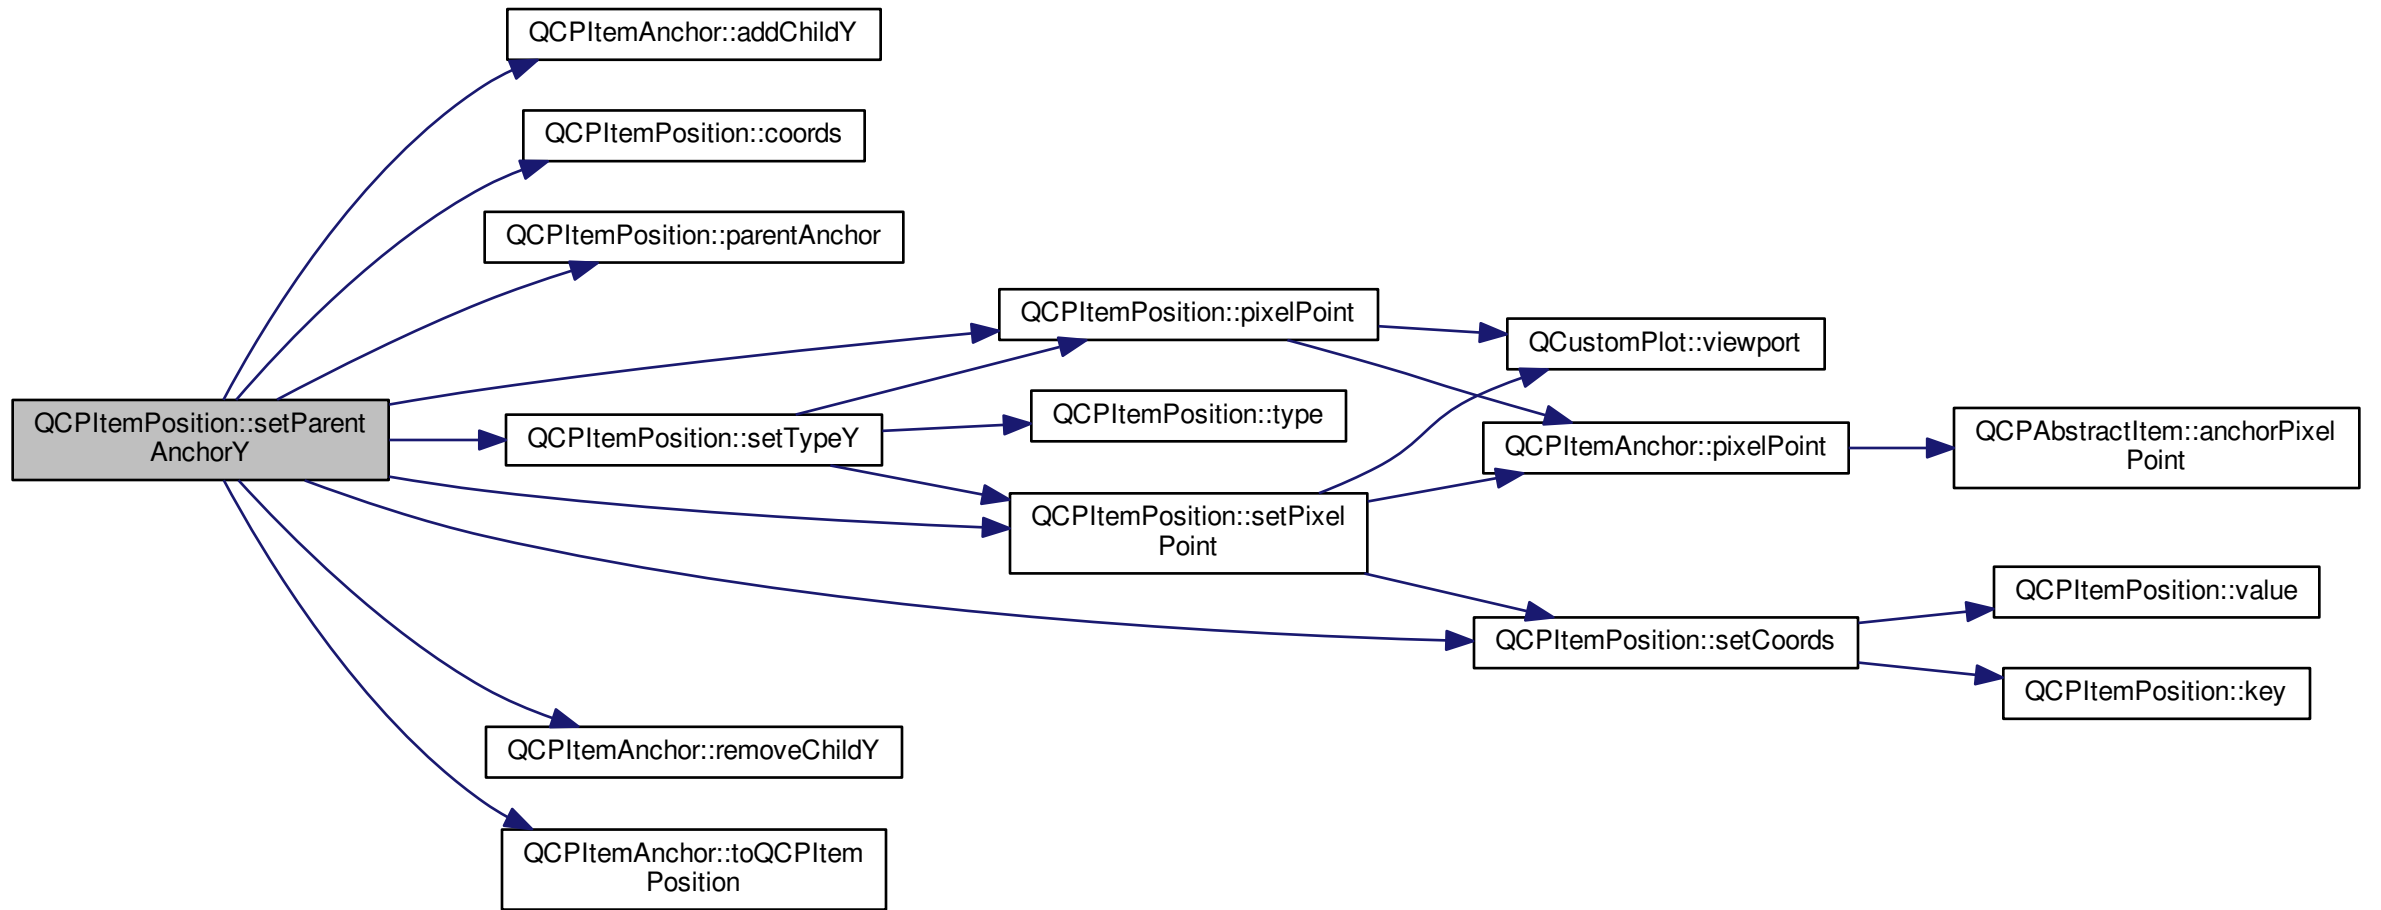 QCPItemAnchor::addChildY
QCPItemPosition::coords
QCPItemPosition::parentAnchor
QCPItemPosition::pixelPoint
QCustomPlot::viewport
QCPItemPosition::setParent
AnchorY
QCPItemPosition::setTypeY
QCPItemPosition::type
QCPItemAnchor::pixelPoint
QCPAbstractItem::anchorPixel
Point
QCPItemPosition::setPixel
Point
QCPItemPosition::value
QCPItemPosition::setCoords
QCPItemPosition::key
QCPItemAnchor::removeChildY
QCPItemAnchor::toQCPItem
Position